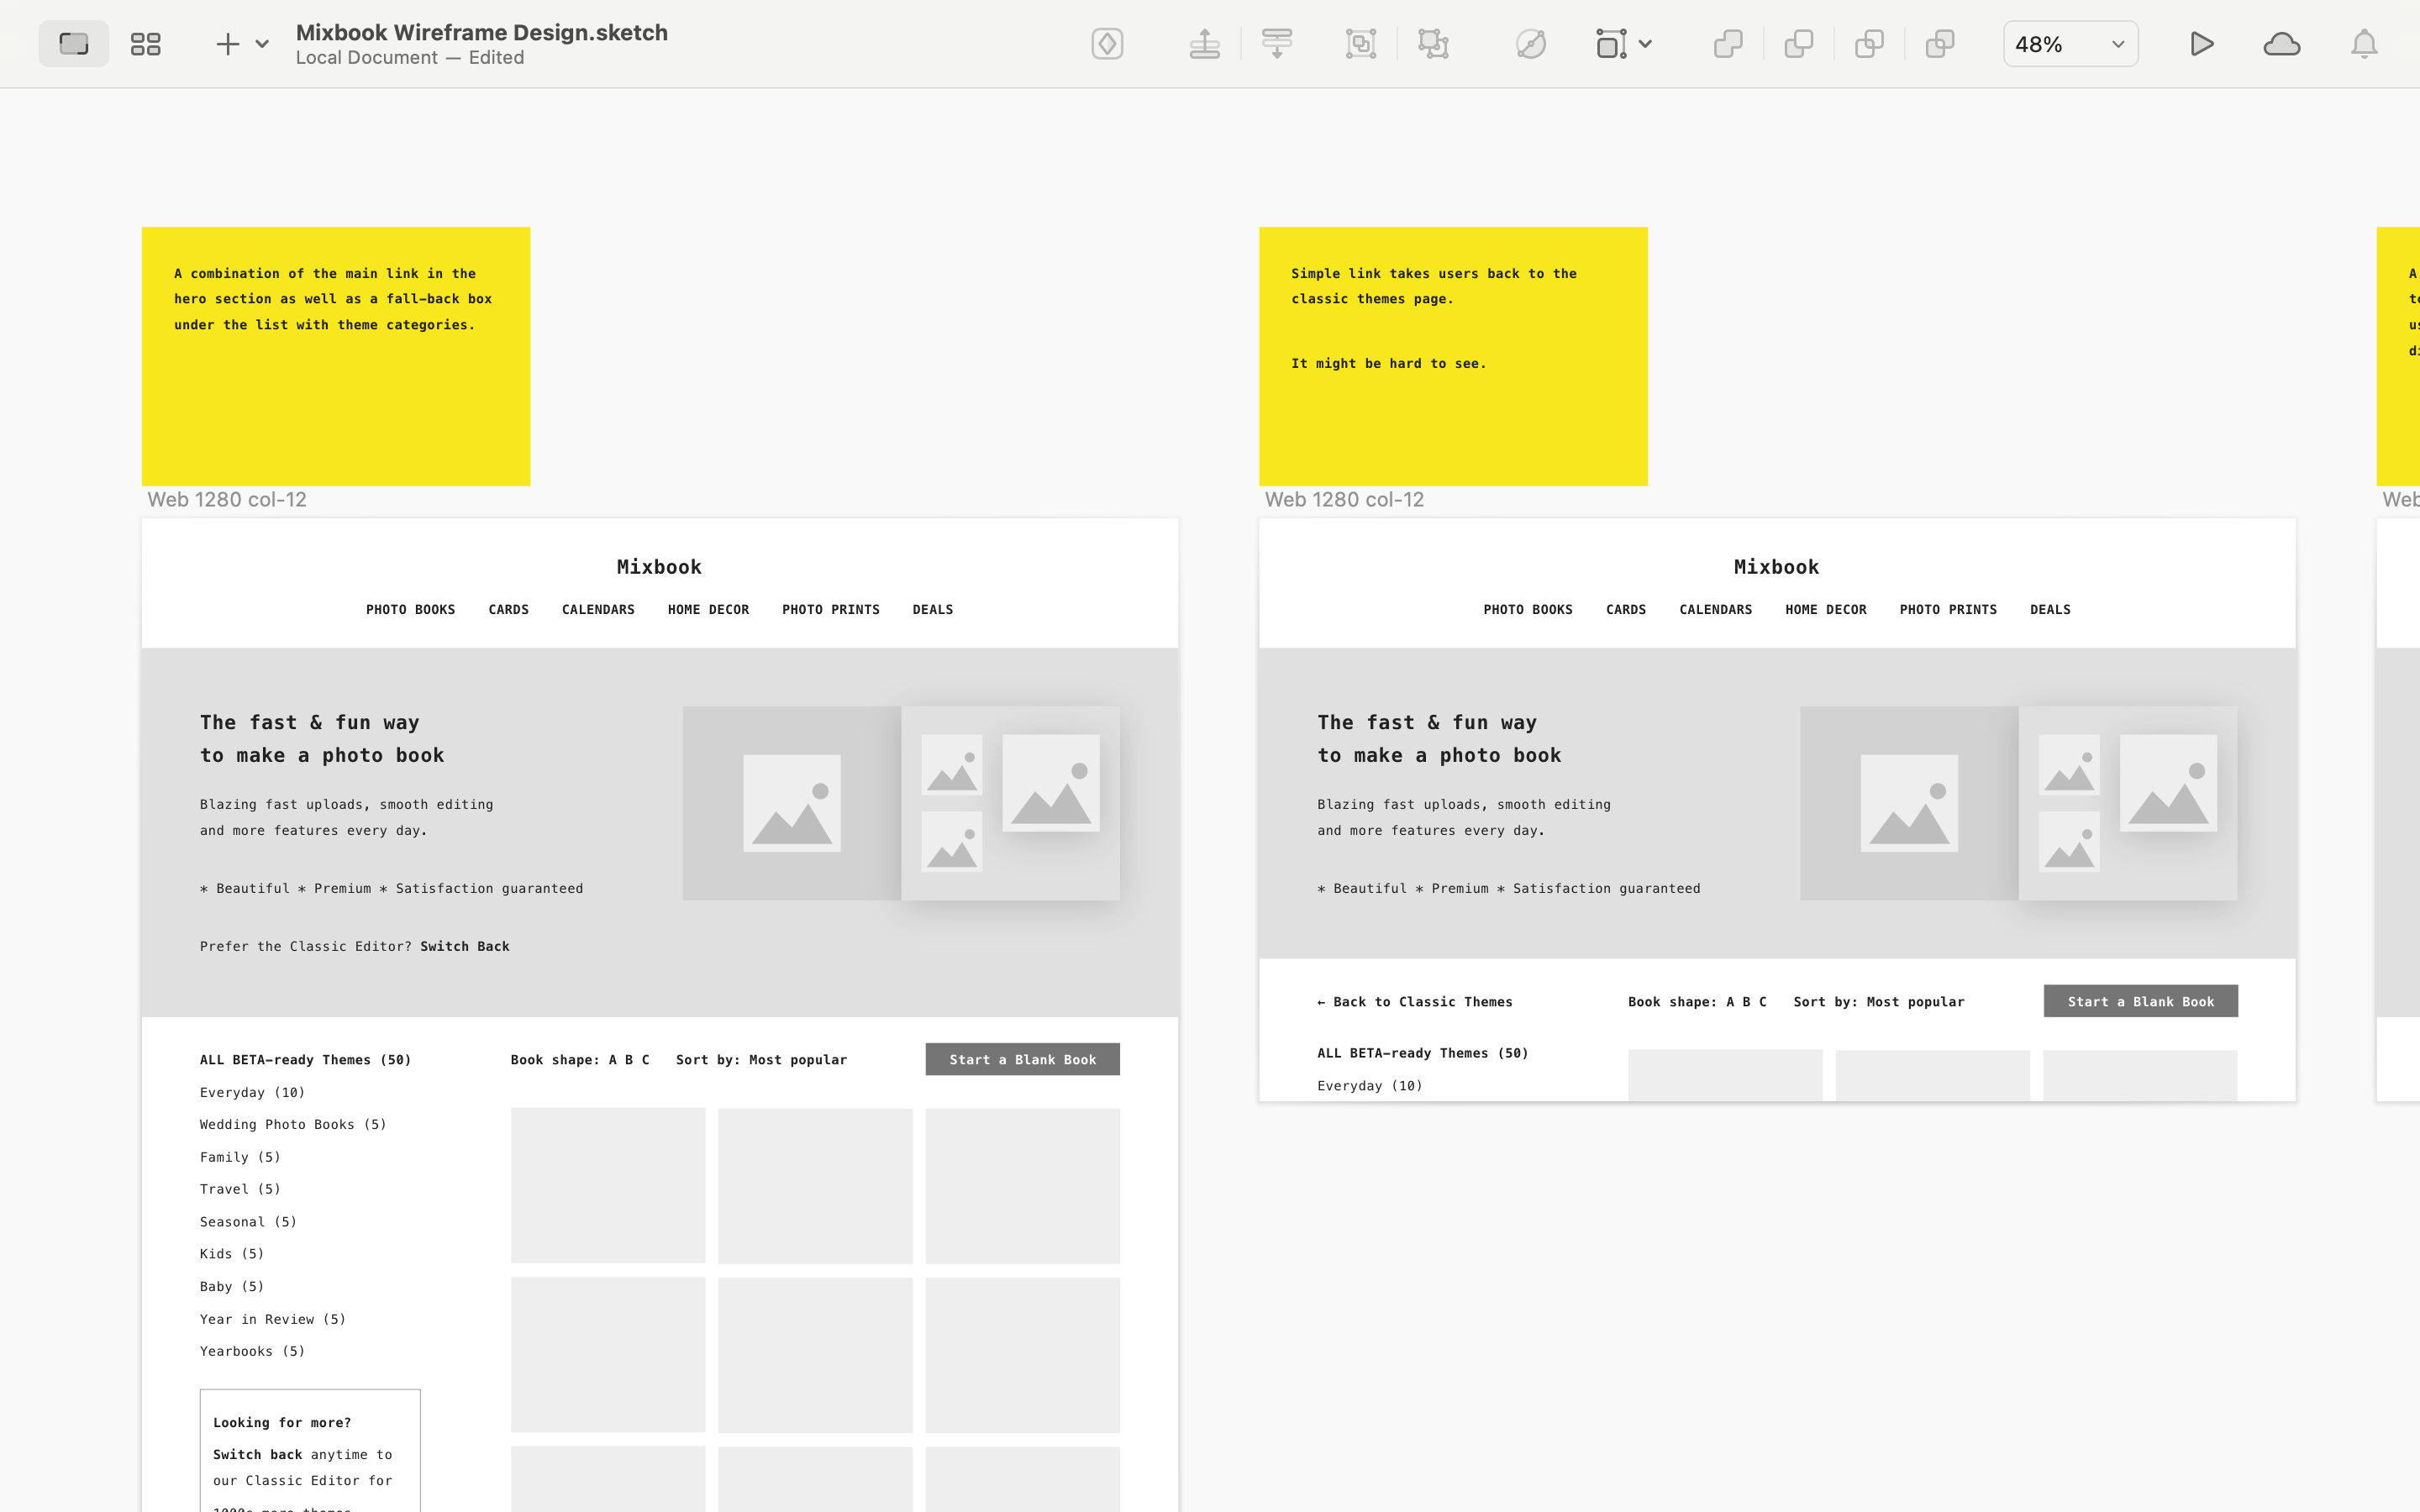 Mixbook Wireframe Design.sketch
Local Document — Edited
48%
A combination of the main link in the
hero section as well as a fall-back box
under the list with theme categories.
Simple link takes users back to the
classic themes page.
It might be hard to see.
A
Web 1280 col-12
Mixbook
PHOTO BOOKS CARDS CALENDARS HOME DECOR PHOTO PRINTS DEALS
The fast & fun way
to make a photo book
Blazing fast uploads, smooth editing
and more features every day.
* Beautiful * Premium * Satisfaction guaranteed
Prefer the Classic Editor? Switch Back
ALL BETA-ready Themes (50)
Everyday (10)
Wedding Photo Books (5)
Family (5)
Travel (5)
Seasonal (5)
Kids (5)
Baby (5)
Year in Review (5)
Yearbooks (5)
Book shape: A B C Sort by: Most popular Start a Blank Book
Looking for more?
Switch back anytime to
our Classic Editor for
Web 1280 col-12
Mixbook
PHOTO BOOKS CARDS CALENDARS HOME DECOR PHOTO PRINTS DEALS
The fast & fun way
to make a photo book
Blazing fast uploads, smooth editing
and more features every day.
* Beautiful * Premium * Satisfaction guaranteed
← Back to Classic Themes Book shape: A B C Sort by: Most popular Start a Blank Book
ALL BETA-ready Themes (50)
Everyday (10)
Web